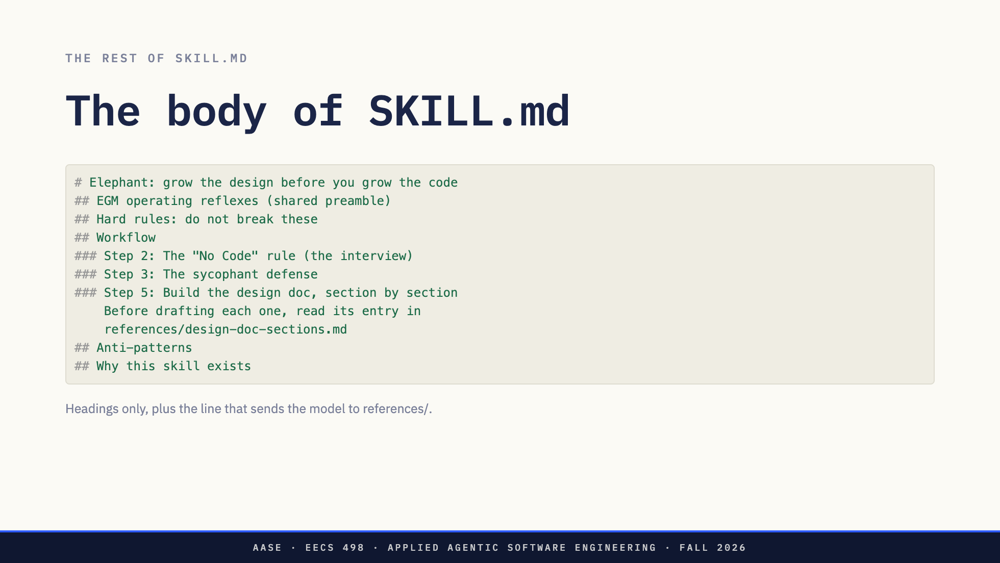 THE REST OF SKILL.MD
The body of SKILL.md
# Elephant: grow the design before you grow the code
## EGM operating reflexes (shared preamble)
## Hard rules: do not break these
## Workflow
### Step 2: The "No Code" rule (the interview)
### Step 3: The sycophant defense
### Step 5: Build the design doc, section by section
    Before drafting each one, read its entry in
    references/design-doc-sections.md
## Anti-patterns
## Why this skill exists
Headings only, plus the line that sends the model to references/.
AASE · EECS 498 · APPLIED AGENTIC SOFTWARE ENGINEERING · FALL 2026